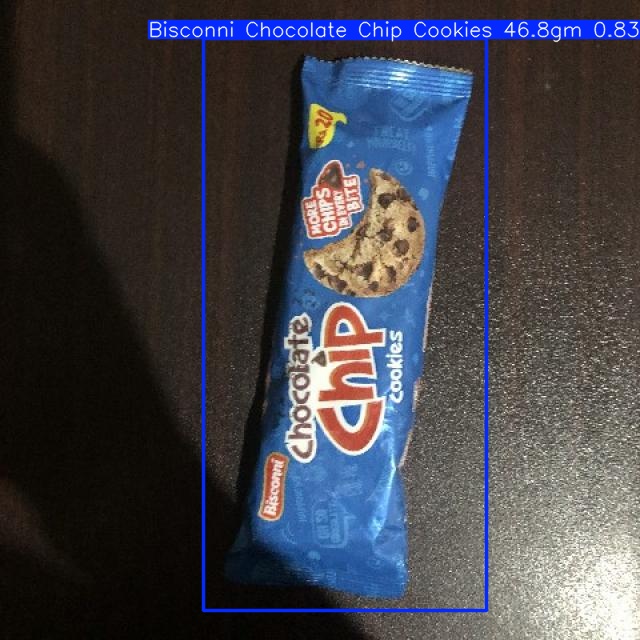 Bisconni Chocolate Chip Cookies 46.8gm 0.83
Rs.20
MORE
CHIPS
IN EVERY
BITE
Chocolate
Chip
Cookies
Bisconni